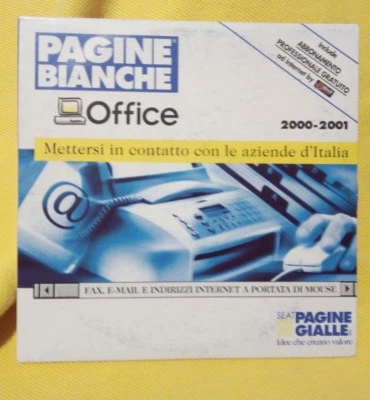 PAGINE
BIANCHE
Office
include
ABBONAMENTO
PROFESSIONALE GRATUITO
ad Internet by
2000-2001
Mettersi in contatto con le aziende d'Italia
@
FAX, E-MAIL E INDIRIZZI INTERNET A PORTATA DI MOUSE
SEAT PAGINE
GIALLE
Idee che creano valore